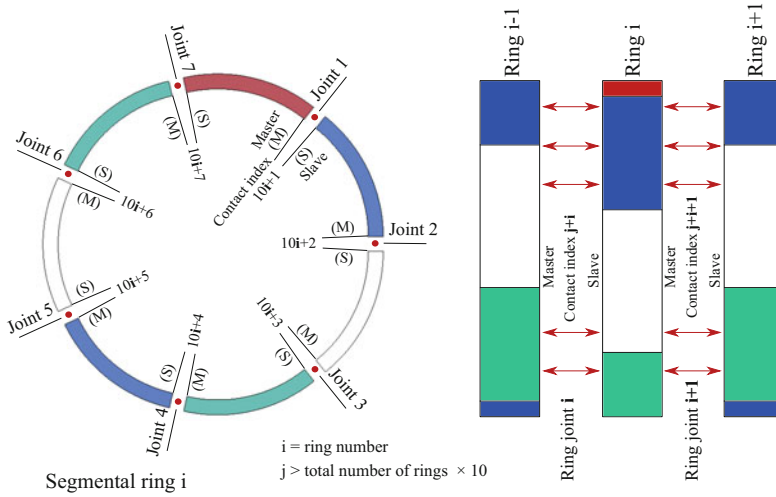 Joint 7
(S)
(M)
10i+7
Joint 1
Master
(M)
Contact index
10i+1
(S)
Slave
Joint 6
(S)
(M)
10i+6
(M)
Joint 2
10i+2
(S)
Joint 5
(S)
10i+5
(M)
10i+3
(M)
(S)
Joint 3
10i+4
(S)
(M)
Joint 4
i = ring number
j > total number of rings × 10
Segmental ring i
Ring i-1
Ring i
Ring i+1
Master
Contact index j+i
Slave
Master
Contact index j+i+1
Slave
Ring joint i
Ring joint i+1